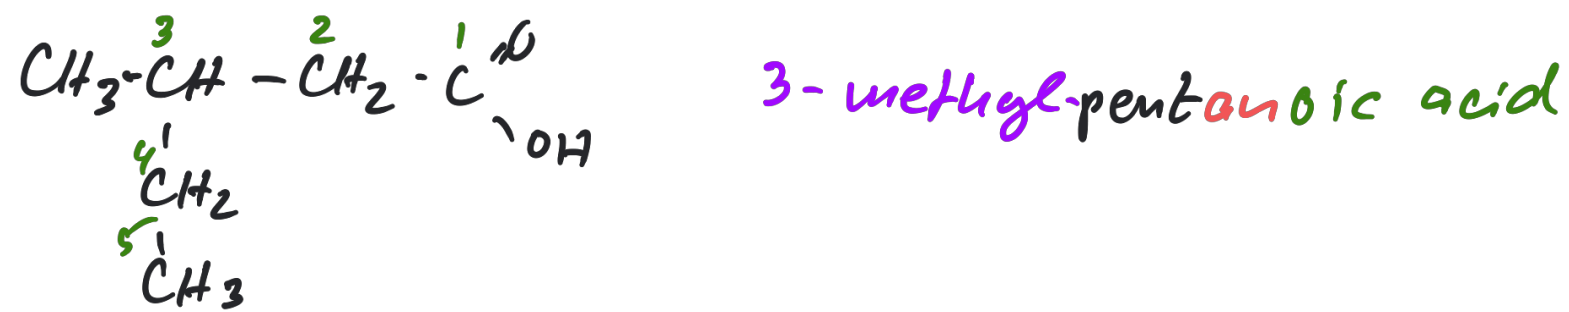 3 2 1
CH3-CH-CH2-C=O 3-methyl-pentanoic acid
OH
4
CH2
5
CH3